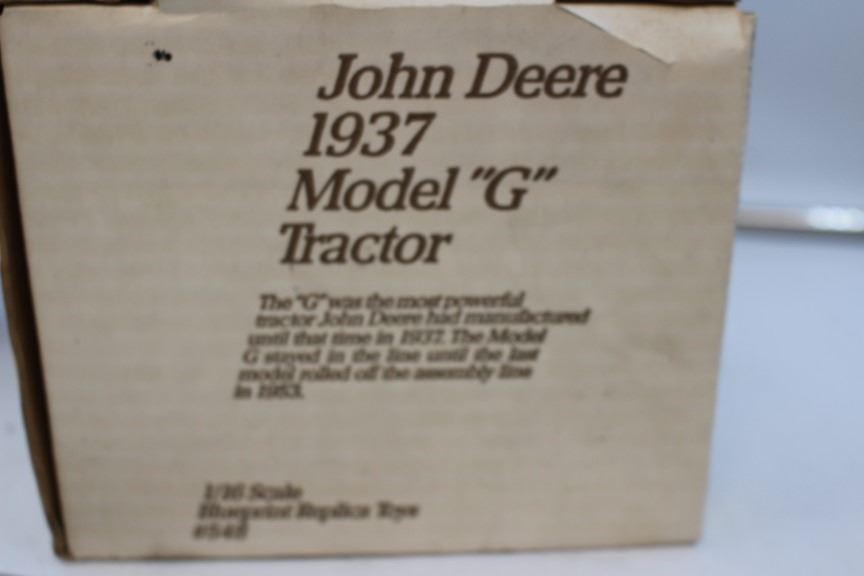 John Deere
1937
Model "G"
Tractor
The "G" was the most powerful
tractor John Deere had manufactured
until that time in 1937. The Model
G stayed in the line until the last
model rolled off the assembly line
in 1953.
1/16 Scale
Blueprint Replica Toys
#548